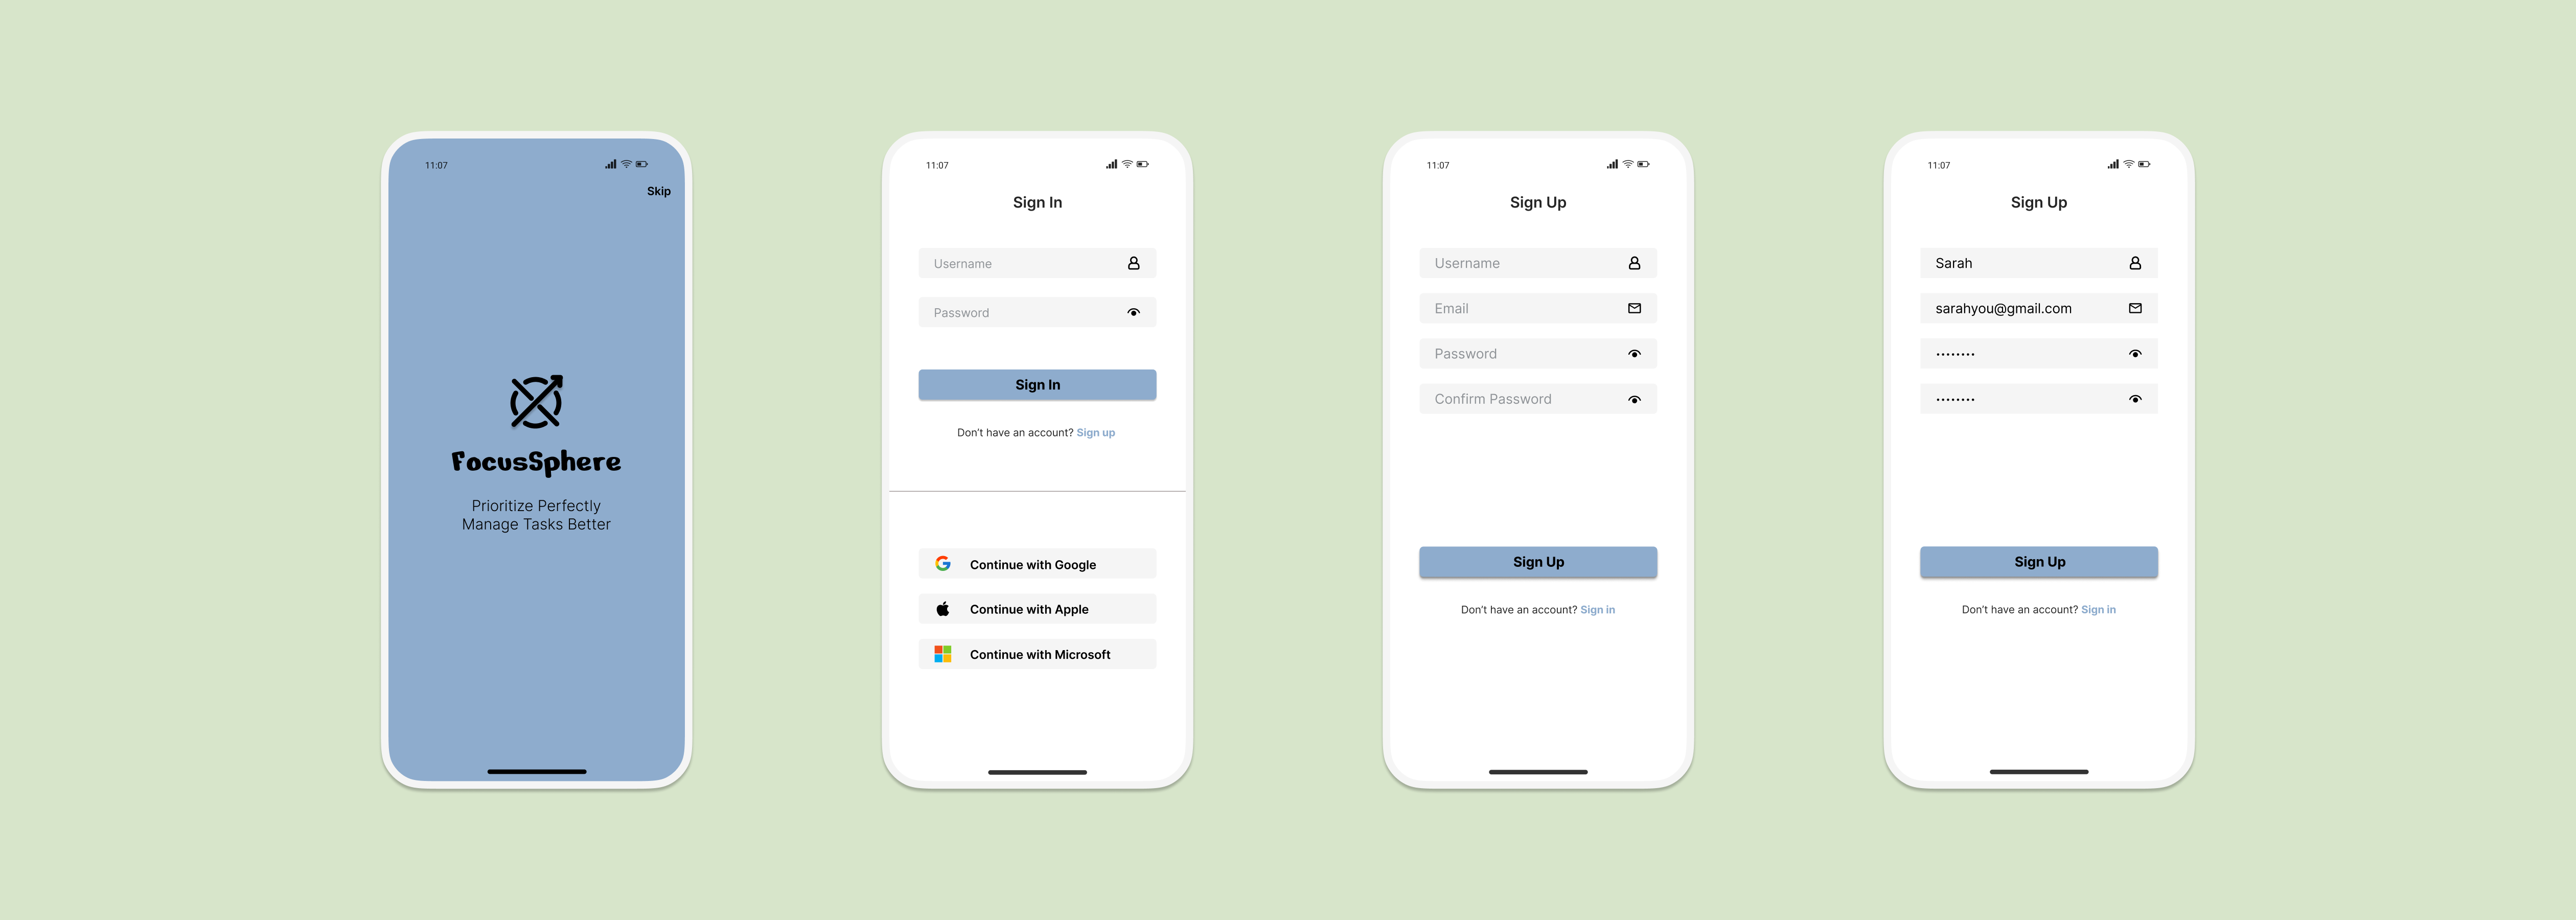 11:07
Skip
FocusSphere
Prioritize Perfectly
Manage Tasks Better
11:07
Sign In
Username
Password
Sign In
Don't have an account? Sign up
Continue with Google
Continue with Apple
Continue with Microsoft
11:07
Sign Up
Username
Email
Password
Confirm Password
Sign Up
Don't have an account? Sign in
11:07
Sign Up
Sarah
sarahyou@gmail.com
••••••••
••••••••
Sign Up
Don't have an account? Sign in